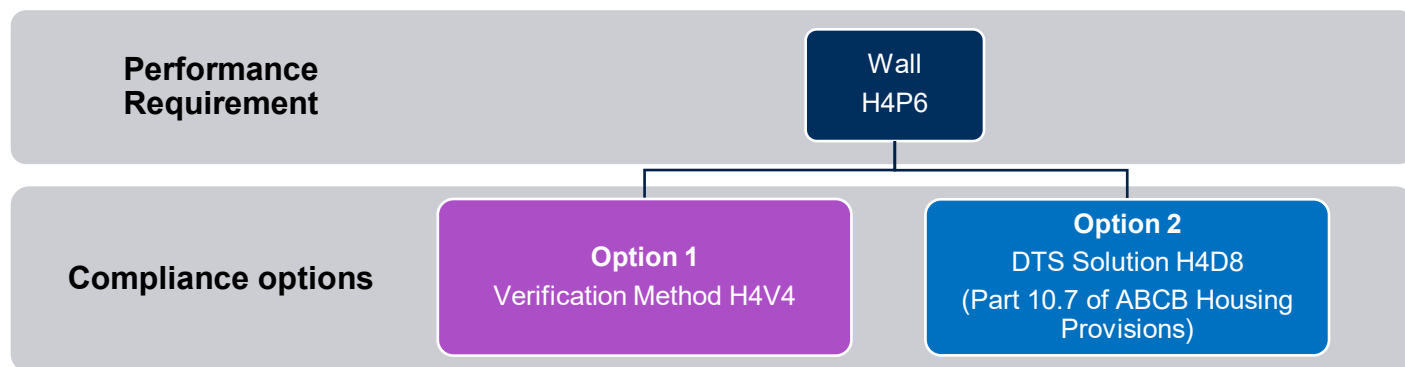 Performance
Requirement
Wall
H4P6
Compliance options
Option 1
Verification Method H4V4
Option 2
DTS Solution H4D8
(Part 10.7 of ABCB Housing
Provisions)